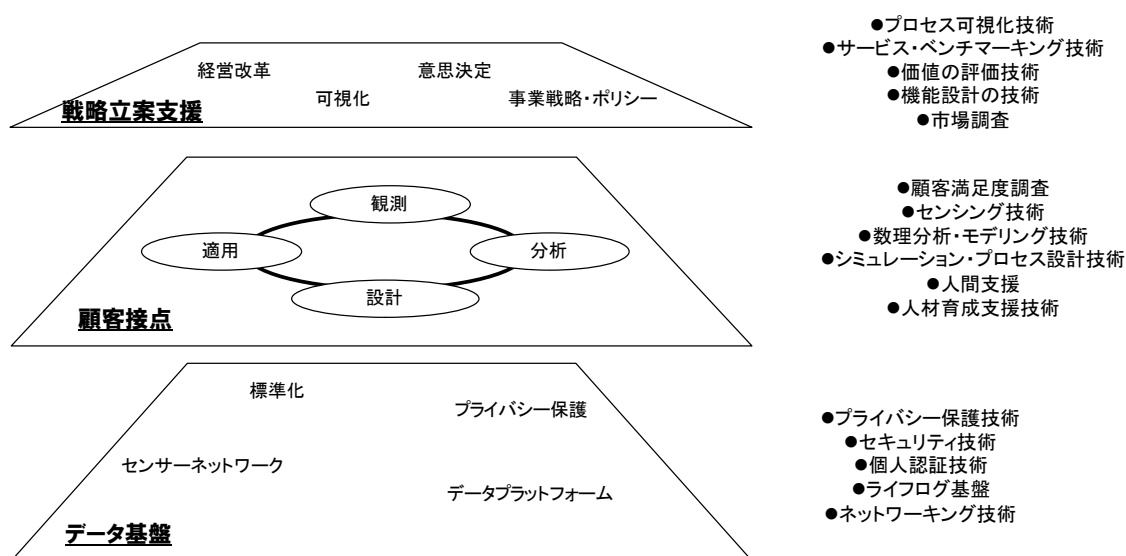 経営改革
意思決定
可視化
事業戦略・ポリシー
戦略立案支援
●プロセス可視化技術
●サービス・ベンチマーキング技術
●価値の評価技術
●機能設計の技術
●市場調査
観測
適用
分析
設計
顧客接点
●顧客満足度調査
●センシング技術
●数理分析・モデリング技術
●シミュレーション・プロセス設計技術
●人間支援
●人材育成支援技術
標準化
プライバシー保護
センサーネットワーク
データプラットフォーム
データ基盤
●プライバシー保護技術
●セキュリティ技術
●個人認証技術
●ライフログ基盤
●ネットワーキング技術